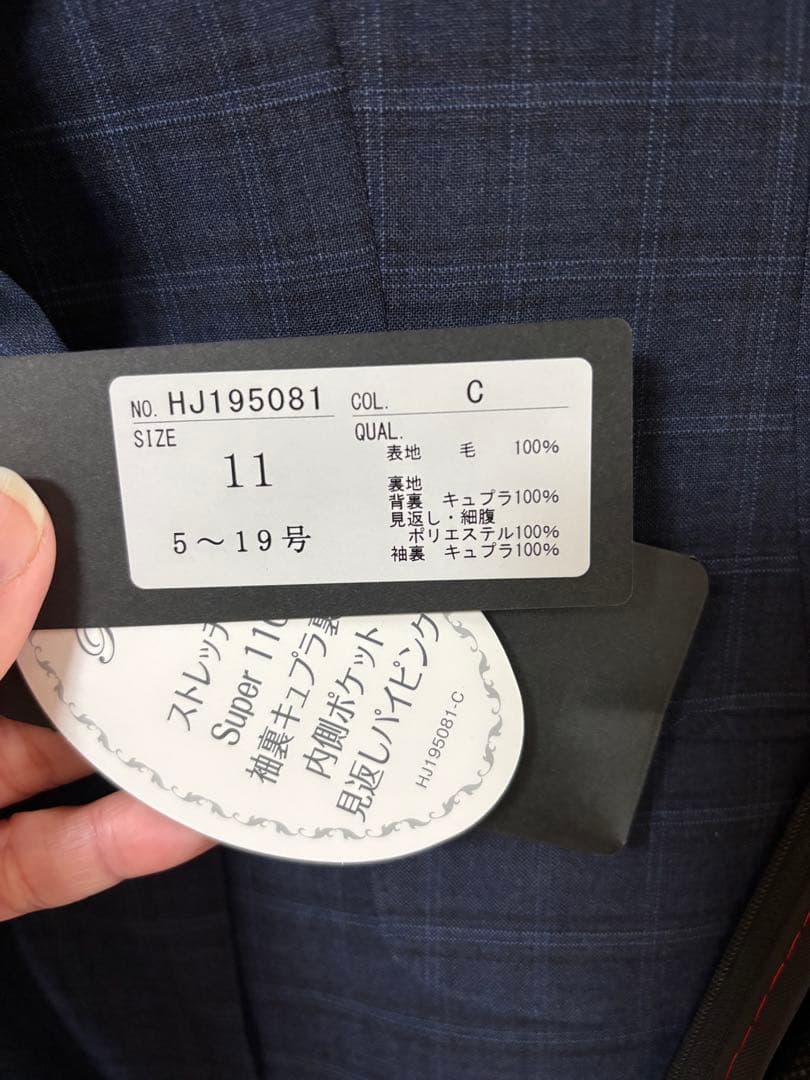 NO. HJ195081 COL. C
SIZE 11
5～19号
QUAL.
表地 毛 100%
裏地
背裏 キュプラ100%
見返し・細腹
ポリエステル100%
袖裏 キュプラ100%
ストレッチ
Super 110
袖裏キュプラ裏
内側ポケット
見返しパイピング
HJ195081-C